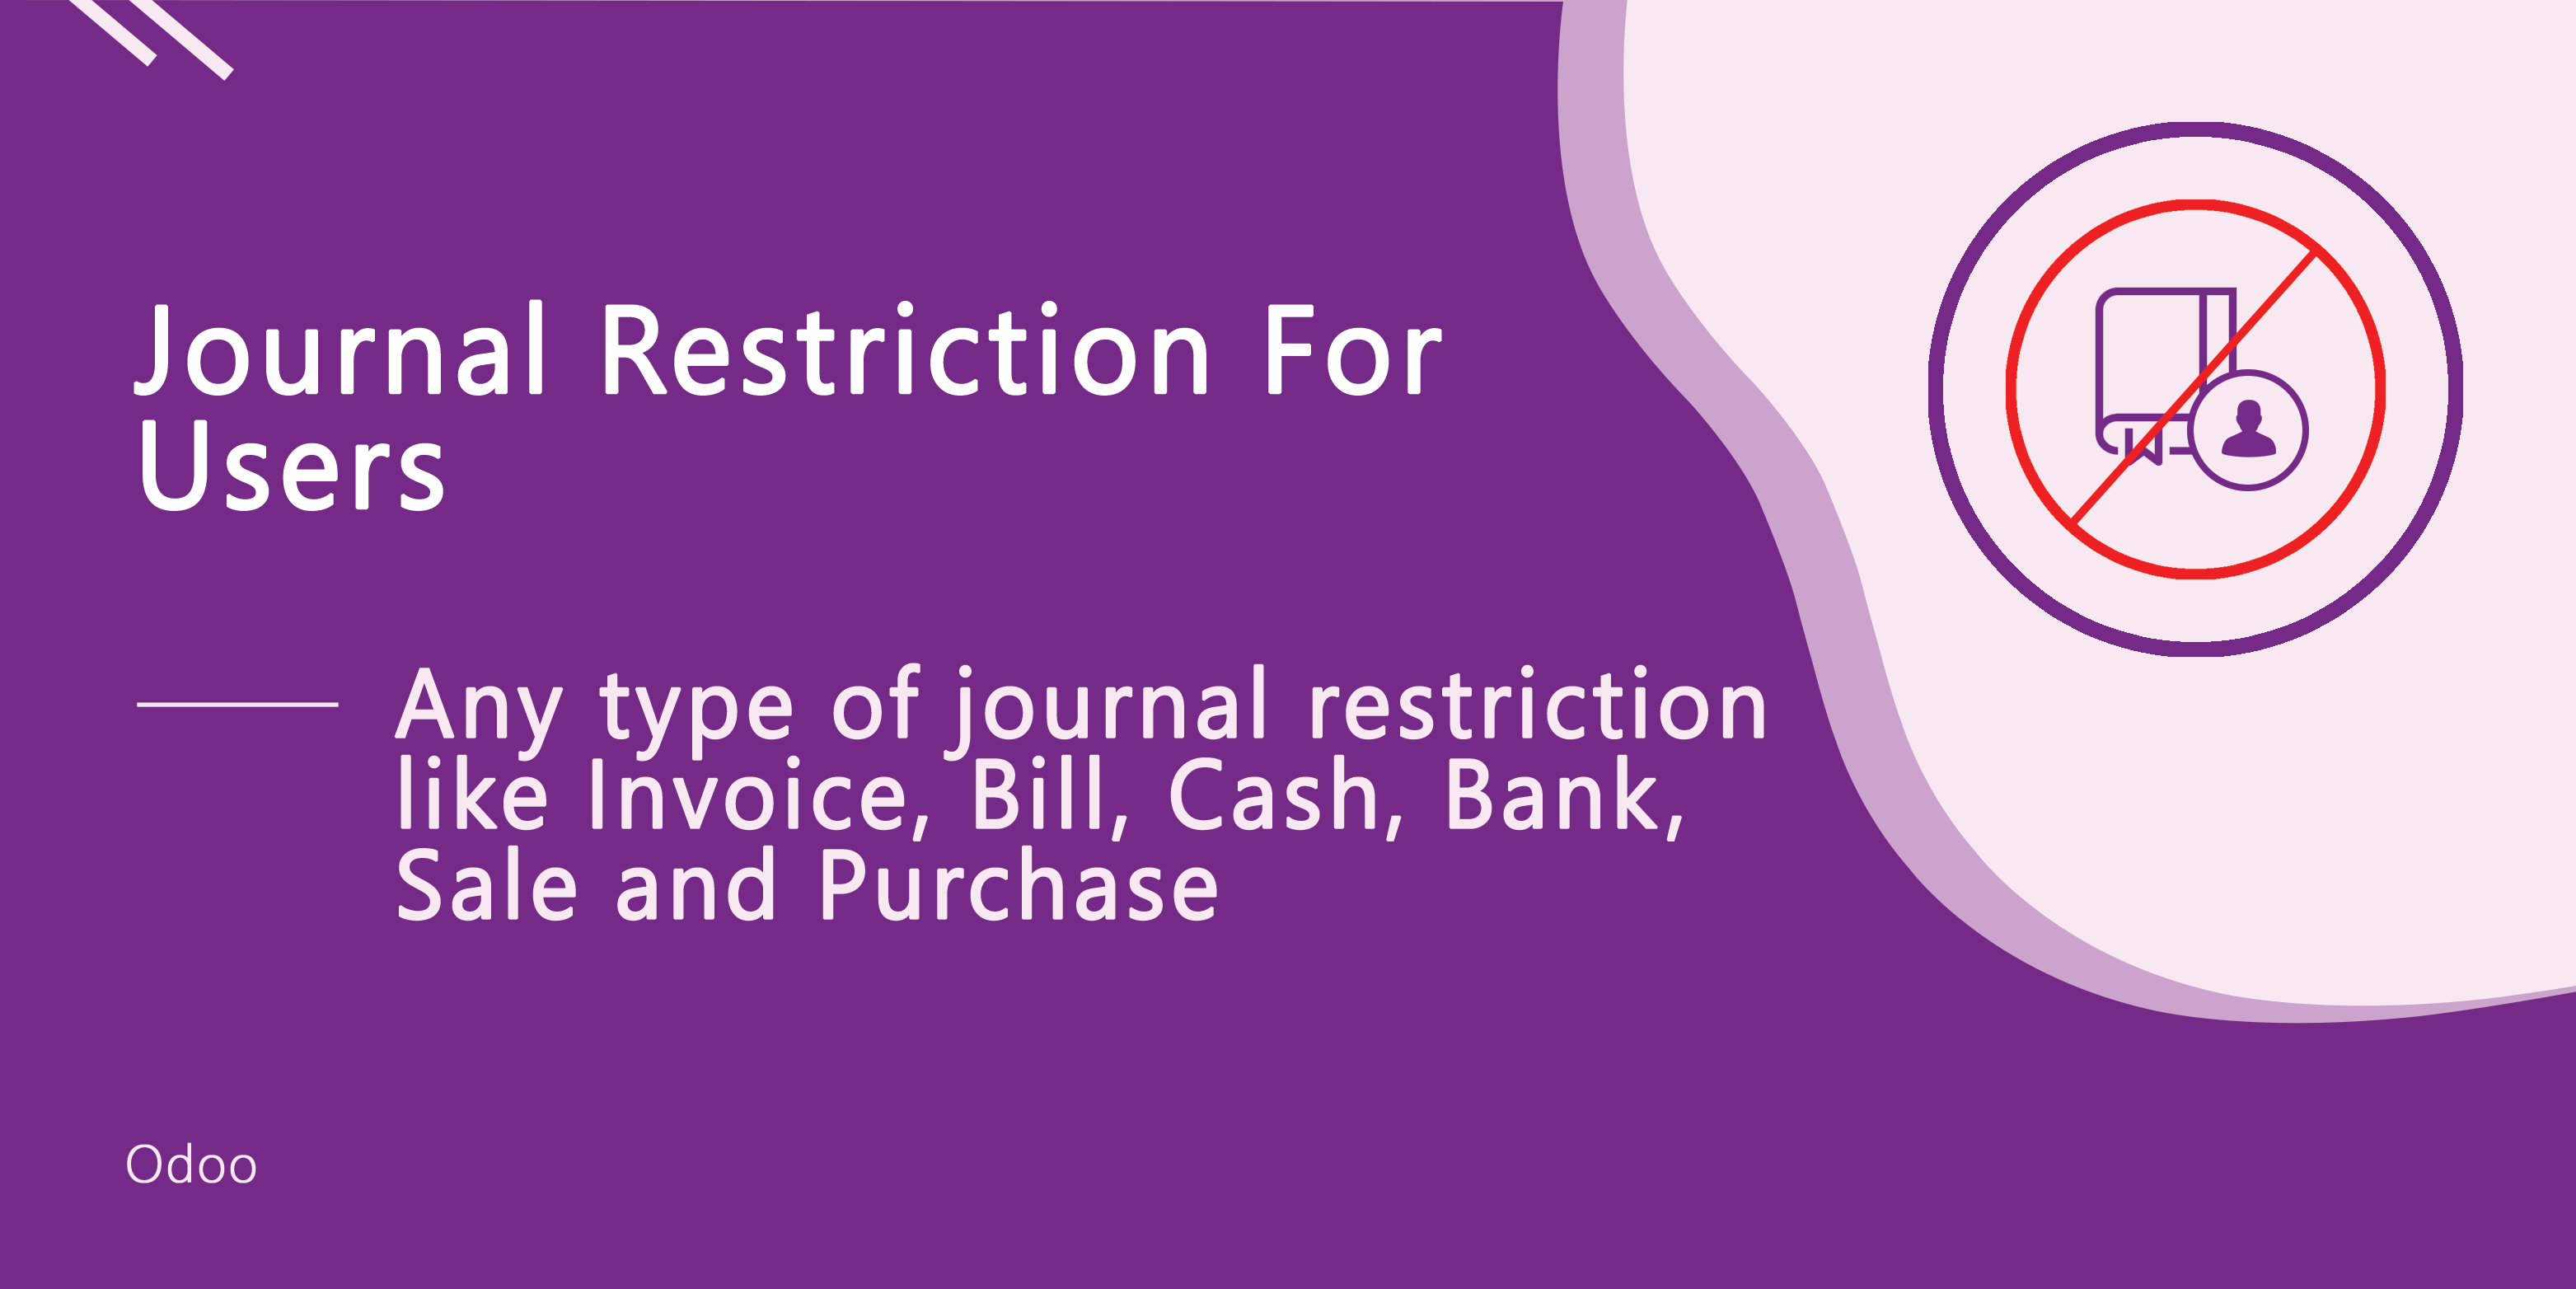 Journal Restriction For
Users
Any type of journal restriction
like Invoice, Bill, Cash, Bank,
Sale and Purchase
Odoo